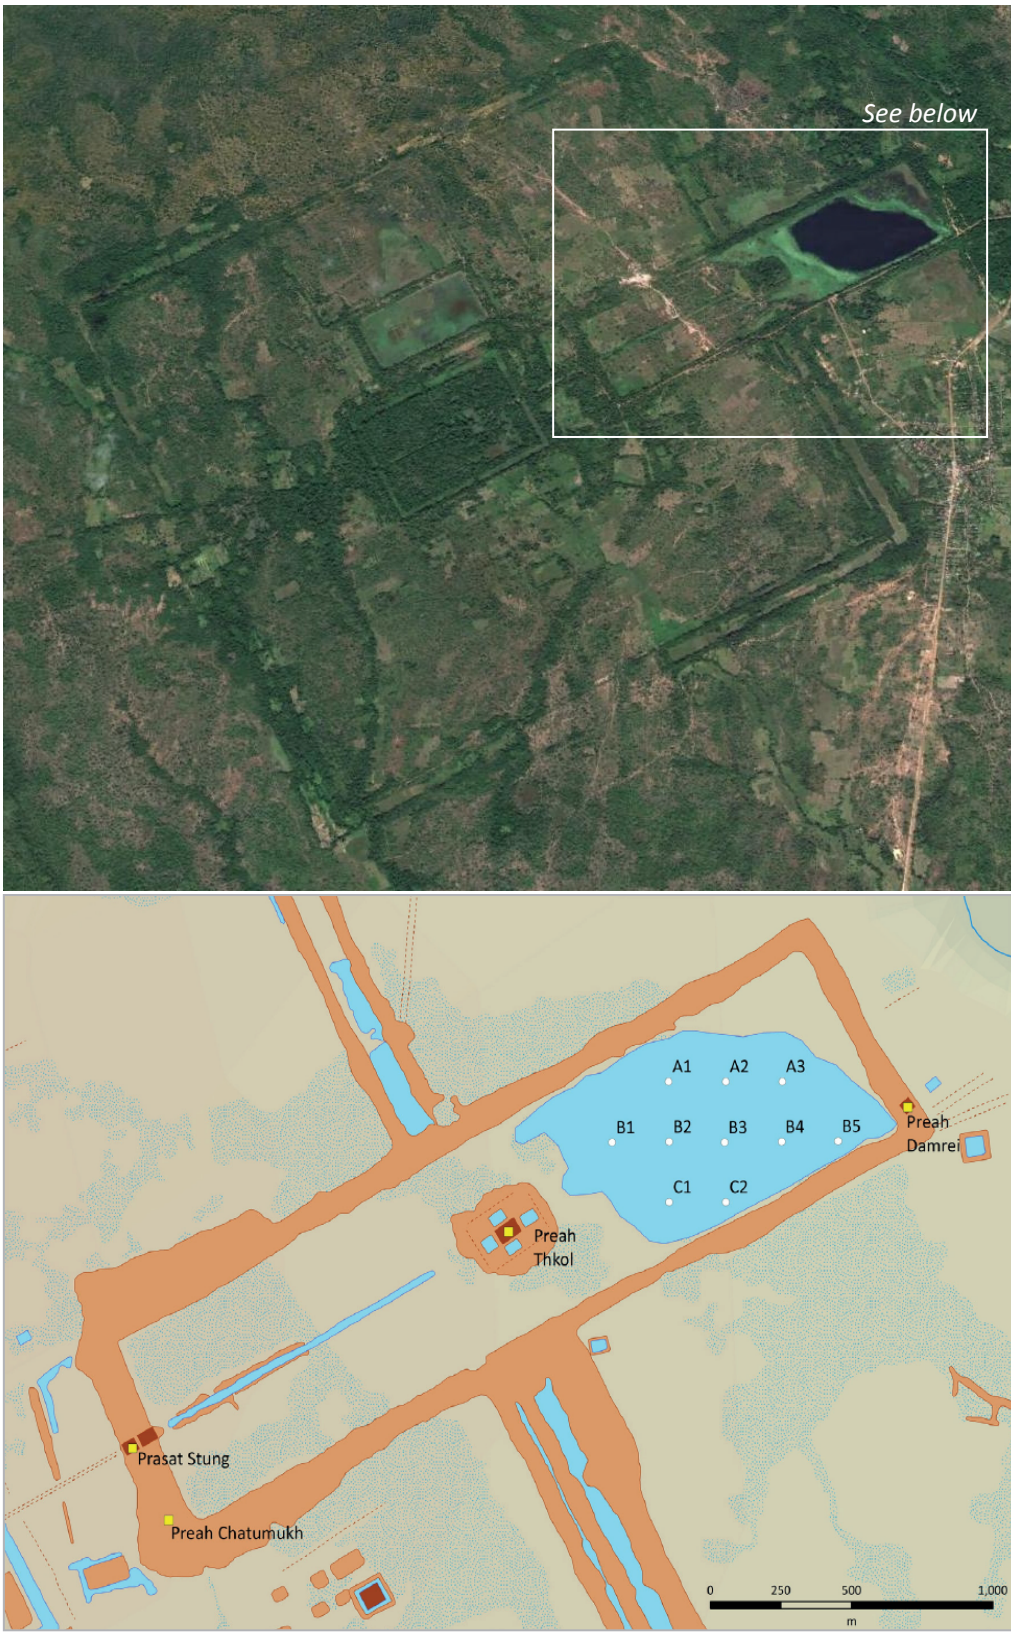 See below
A1
A2
A3
B1
B2
B3
B4
B5
Preah
Damrei
C1
C2
Preah
Thkol
Prasat Stung
Preah Chatumukh
0
250
500
1,000
m